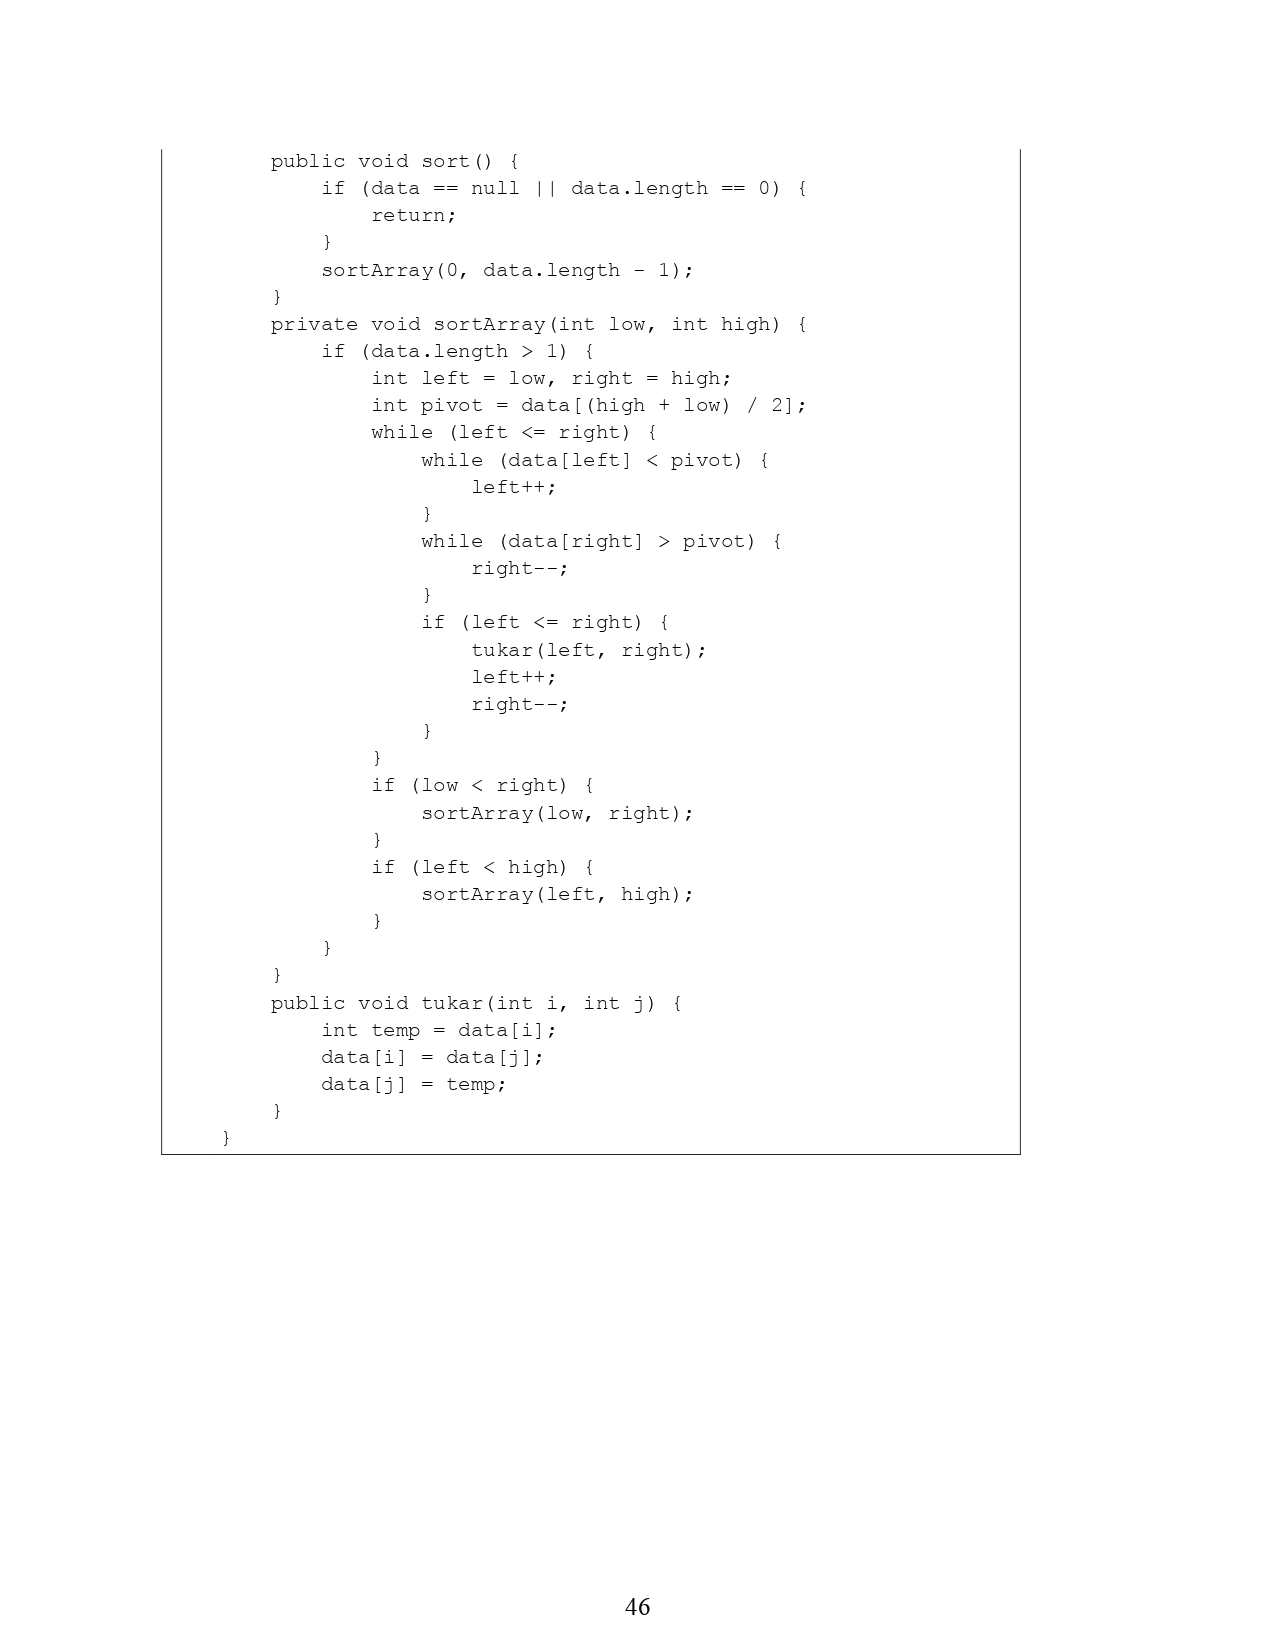 public void sort() {
if (data == null || data.length == 0) {
return;
}
sortArray(0, data.length - 1);
}
private void sortArray(int low, int high) {
if (data.length > 1) {
int left = low, right = high;
int pivot = data[(high + low) / 2];
while (left <= right) {
while (data[left] < pivot) {
left++;
}
while (data[right] > pivot) {
right--;
}
if (left <= right) {
tukar(left, right);
left++;
right--;
}
}
if (low < right) {
sortArray(low, right);
}
if (left < high) {
sortArray(left, high);
}
}
}
public void tukar(int i, int j) {
int temp = data[i];
data[i] = data[j];
data[j] = temp;
}
}
46